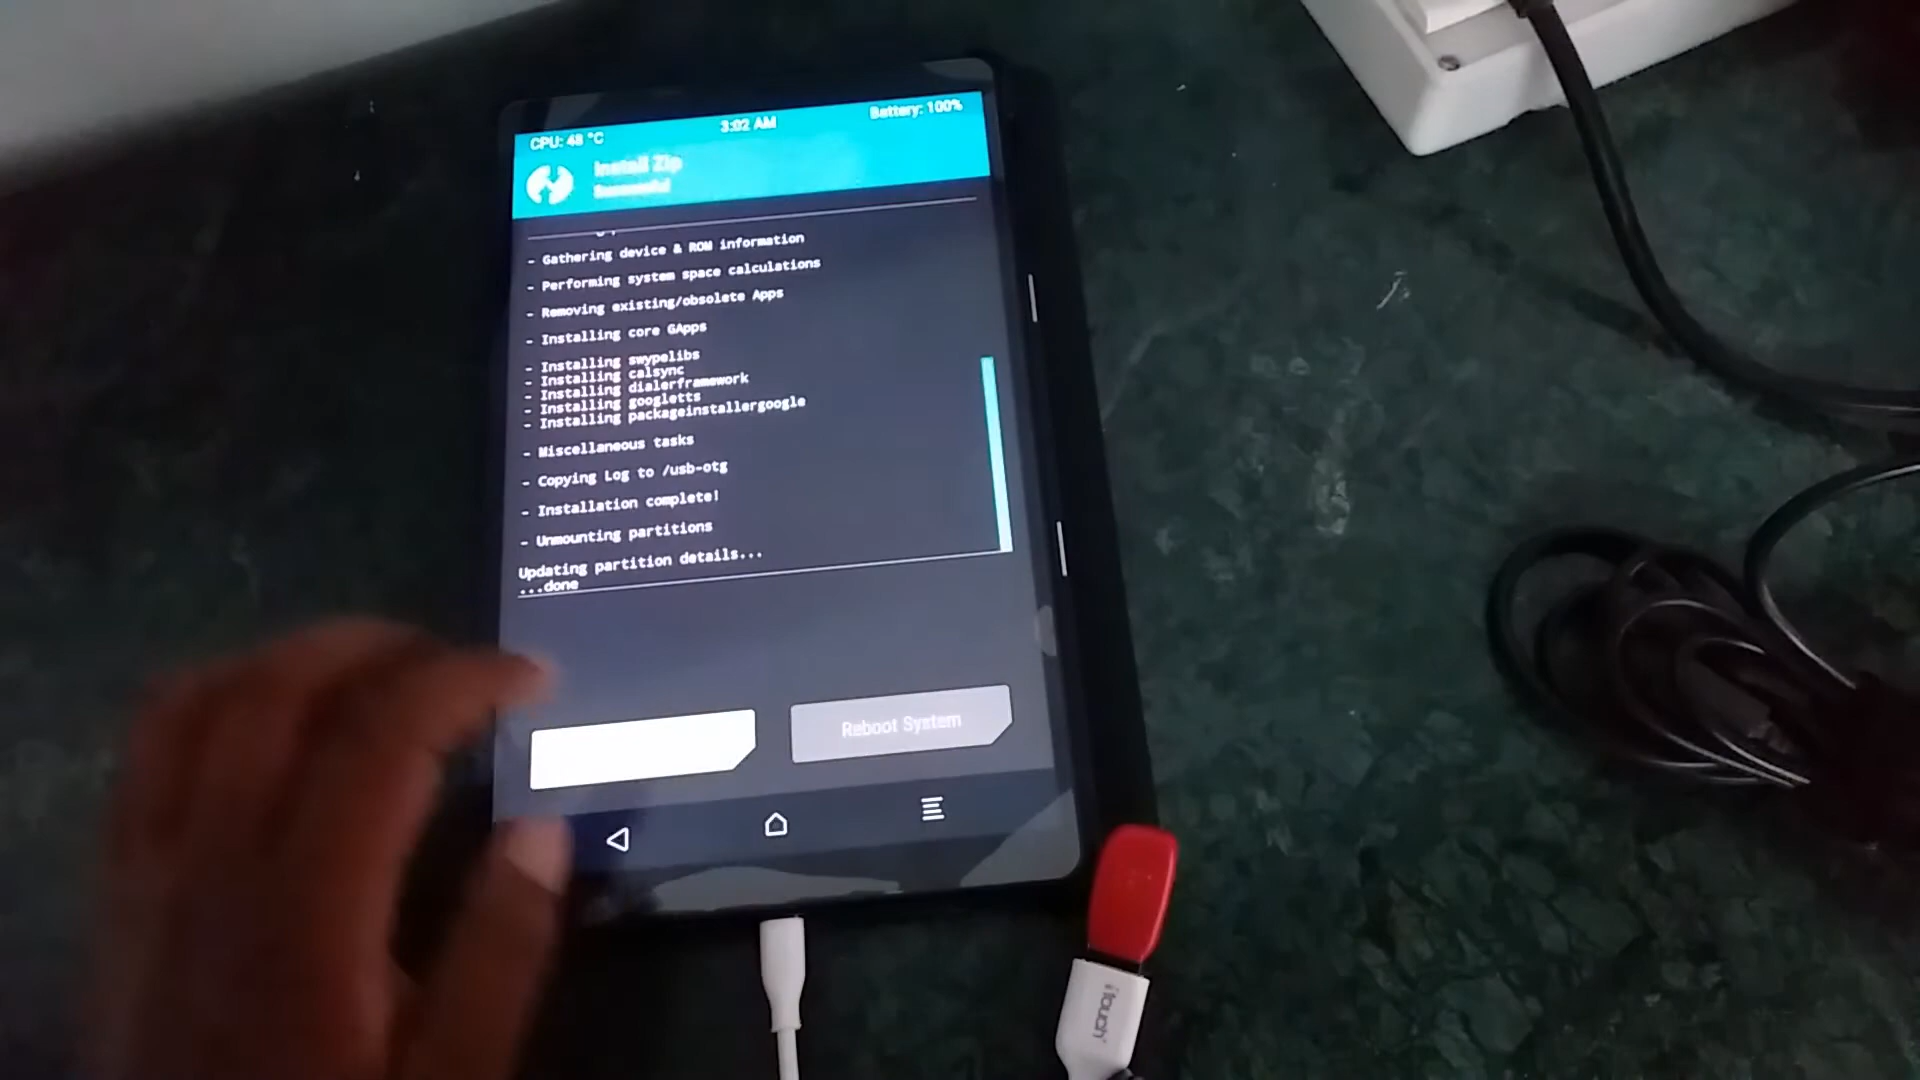 CPU: 48 °C
3:02 AM
Battery: 100%
Install Zip
Successful
- Gathering device & ROM information
- Performing system space calculations
- Removing existing/obsolete Apps
- Installing core GApps
- Installing swypelibs
- Installing calsync
- Installing dialerframework
- Installing googletts
- Installing packageinstallergoogle
- Miscellaneous tasks
- Copying Log to /usb-otg
- Installation complete!
- Unmounting partitions
Updating partition details...
...done
Reboot System
itouch